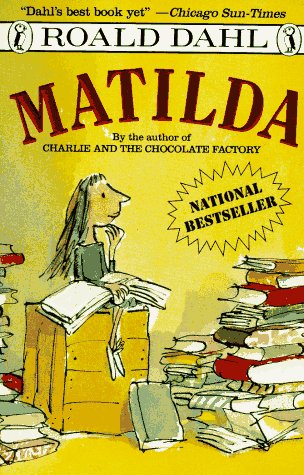 “Dahl's best book yet” —Chicago Sun-Times
ROALD DAHL
MATILDA
By the author of
CHARLIE AND THE CHOCOLATE FACTORY
NATIONAL
BESTSELLER